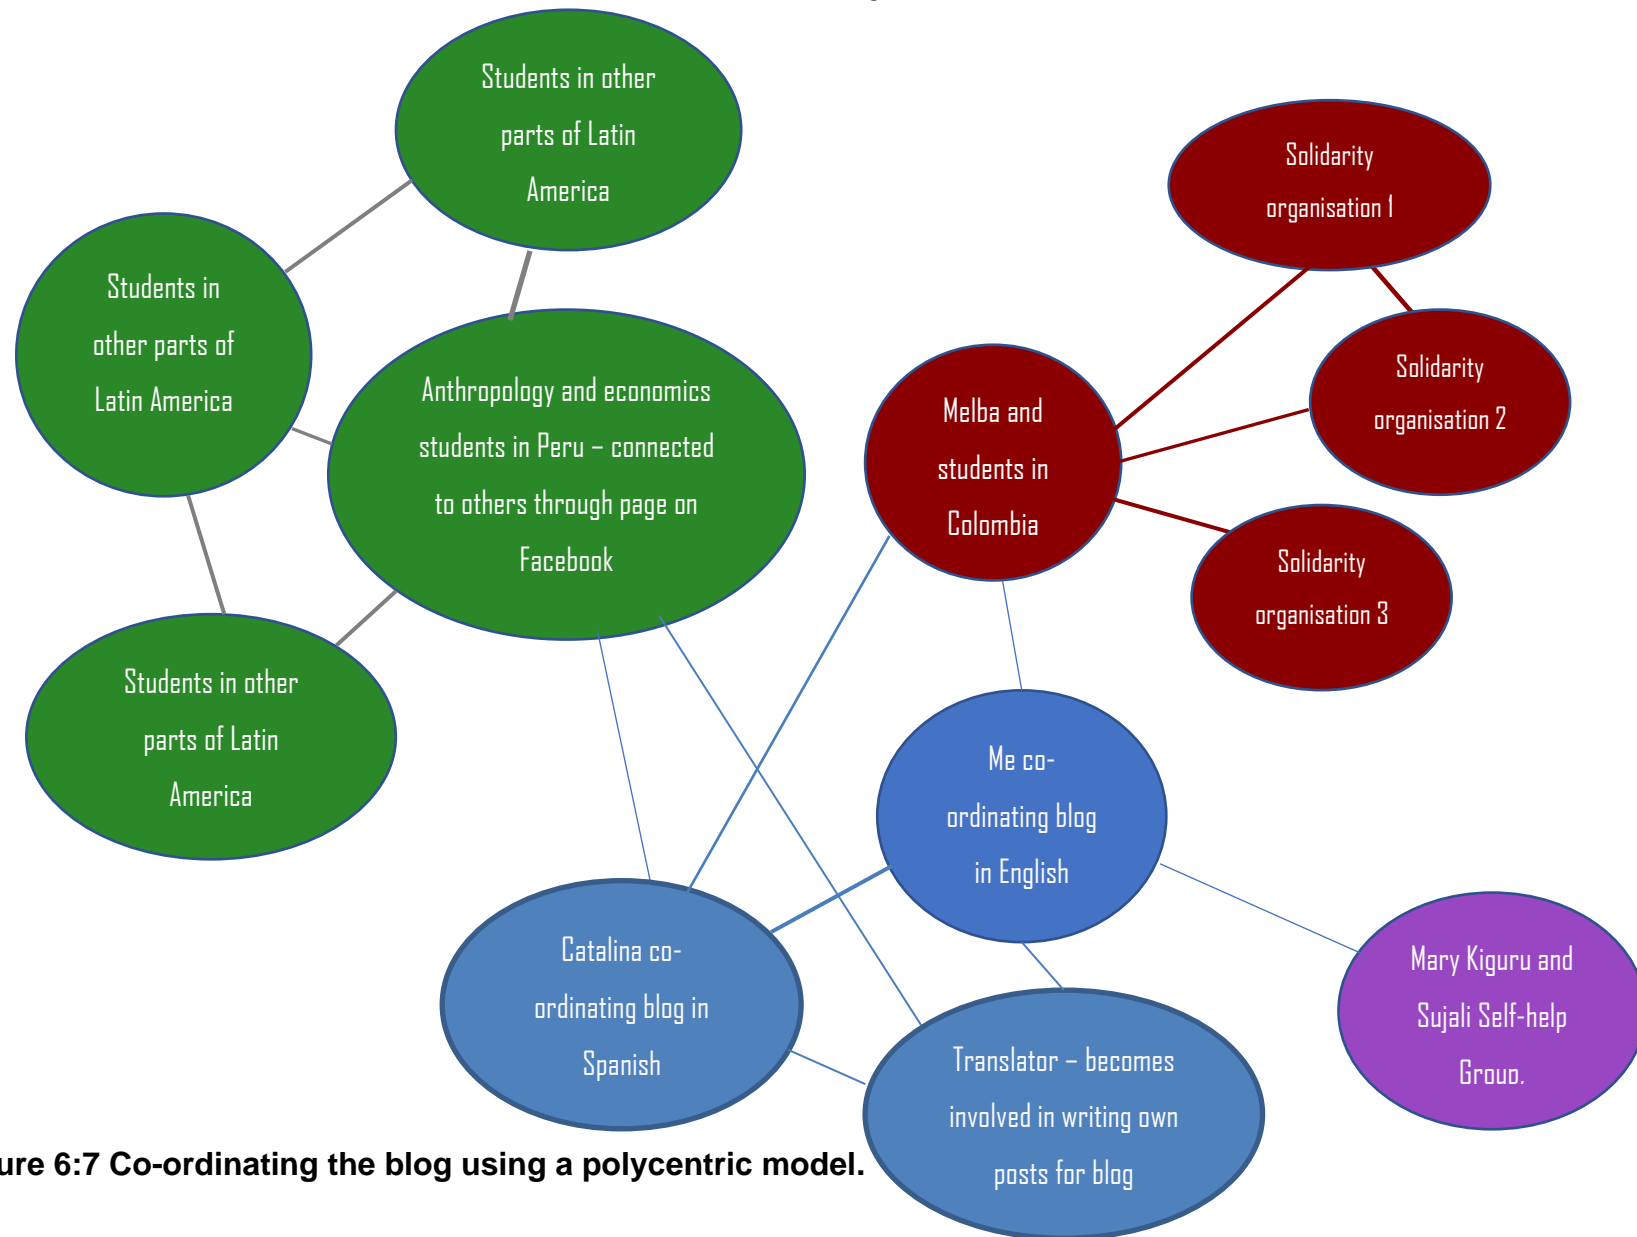 Students in other
parts of Latin
America
Solidarity
organisation 1
Students in
other parts of
Latin America
Anthropology and economics
students in Peru – connected
to others through page on
Facebook
Melba and
students in
Colombia
Solidarity
organisation 2
Solidarity
organisation 3
Students in other
parts of Latin
America
Me co-
ordinating blog
in English
Catalina co-
ordinating blog in
Spanish
Translator – becomes
involved in writing own
posts for blog
Mary Kiguru and
Sujali Self-help
Group.
ure 6:7 Co-ordinating the blog using a polycentric model.